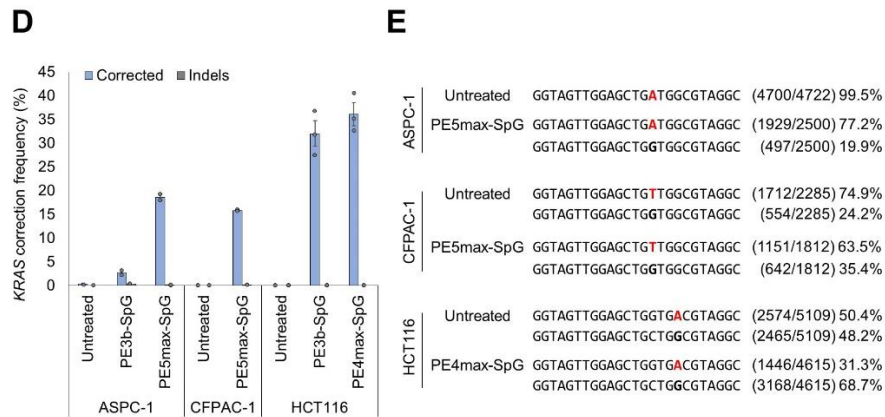 D
KRAS correction frequency (%)
Corrected
Indels
45
40
35
30
25
20
15
10
5
0
Untreated
PE3b-SpG
PE5max-SpG
Untreated
PE5max-SpG
Untreated
PE3b-SpG
PE4max-SpG
ASPC-1
CFPAC-1
HCT116
E
ASPC-1
Untreated GGTAGTTGGAGCTGATGGCGTAGGC (4700/4722) 99.5%
PE5max-SpG GGTAGTTGGAGCTGATGGCGTAGGC (1929/2500) 77.2%
GGTAGTTGGAGCTGGTGGCGTAGGC (497/2500) 19.9%
CFPAC-1
Untreated GGTAGTTGGAGCTGTTGGCGTAGGC (1712/2285) 74.9%
GGTAGTTGGAGCTGGTGGCGTAGGC (554/2285) 24.2%
PE5max-SpG GGTAGTTGGAGCTGTTGGCGTAGGC (1151/1812) 63.5%
GGTAGTTGGAGCTGGTGGCGTAGGC (642/1812) 35.4%
HCT116
Untreated GGTAGTTGGAGCTGGTGACGTAGGC (2574/5109) 50.4%
GGTAGTTGGAGCTGCTGGCGTAGGC (2465/5109) 48.2%
PE4max-SpG GGTAGTTGGAGCTGGTGACGTAGGC (1446/4615) 31.3%
GGTAGTTGGAGCTGCTGGCGTAGGC (3168/4615) 68.7%